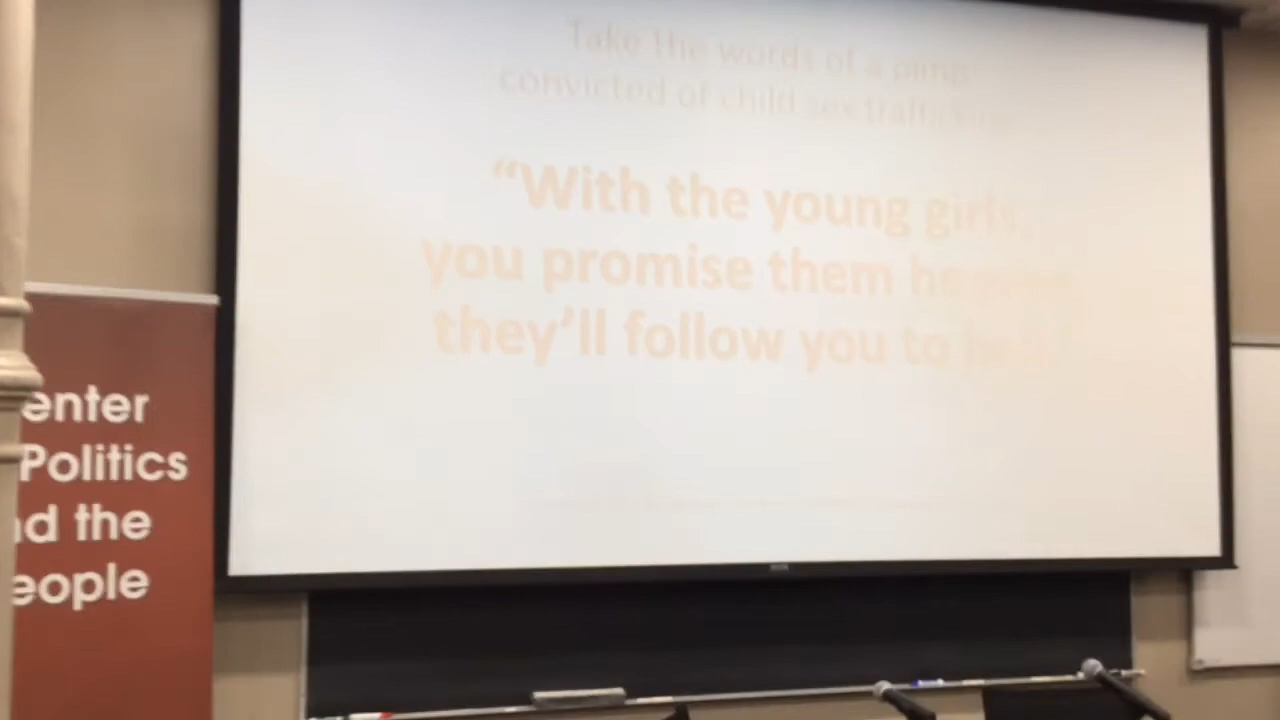 Take the words of a pimp
convicted of child sex trafficking
“With the young girls,
you promise them heaven,
they’ll follow you to hell.
enter
Politics
nd the
eople